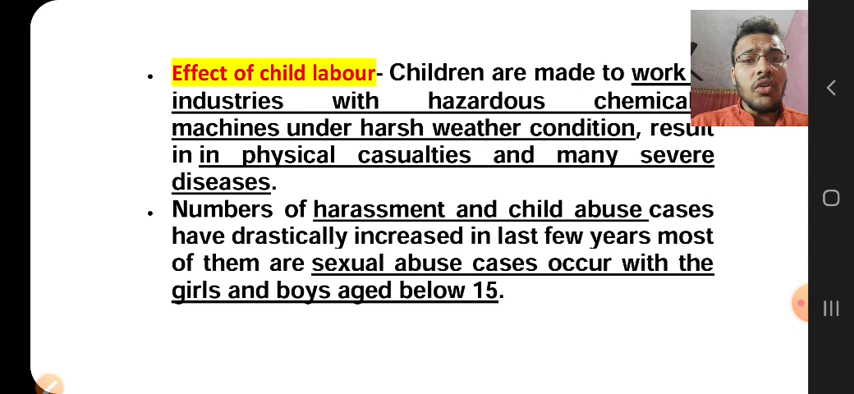 Effect of child labour- Children are made to work
industries with hazardous chemical
machines under harsh weather condition, result
in in physical casualties and many severe
diseases.
Numbers of harassment and child abuse cases
have drastically increased in last few years most
of them are sexual abuse cases occur with the
girls and boys aged below 15.